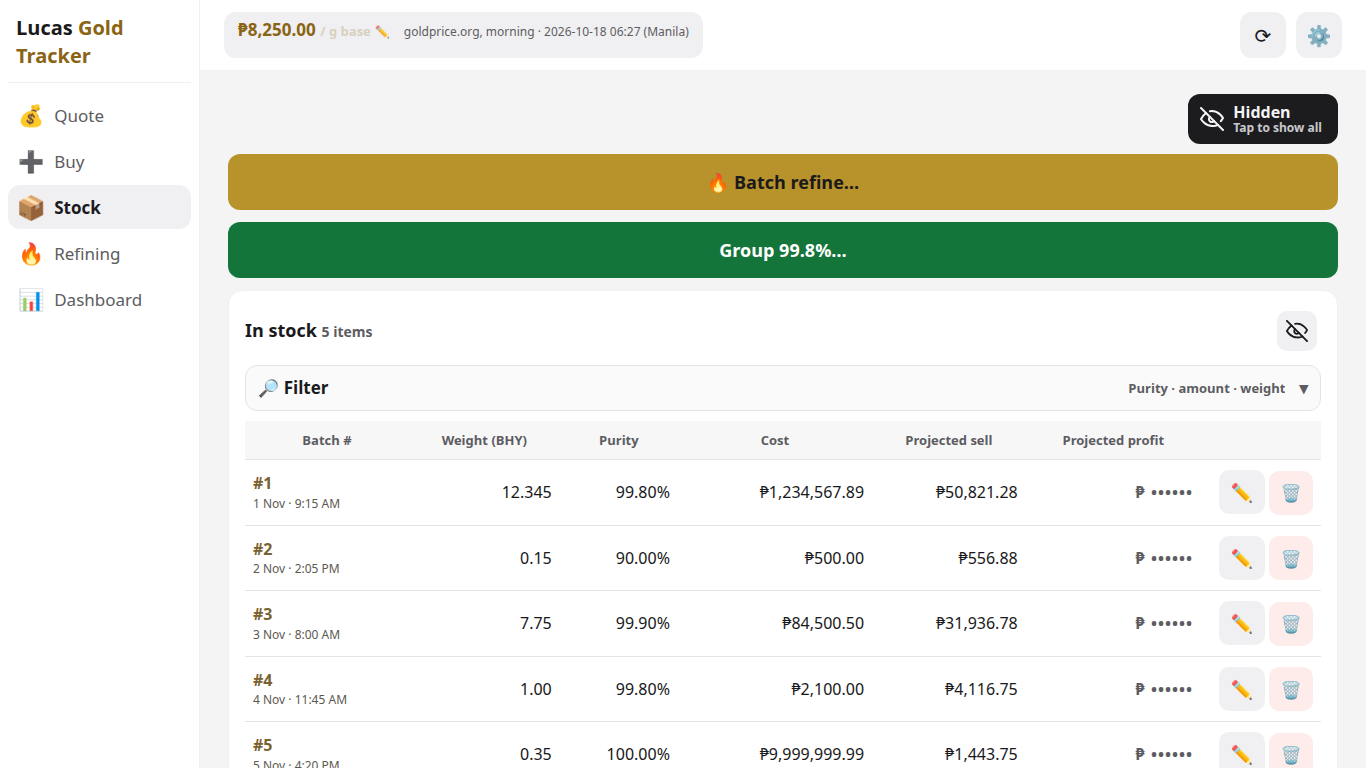 Lucas Gold
Tracker
Quote
Buy
Stock
Refining
Dashboard
₱8,250.00 / g base
goldprice.org, morning · 2026-10-18 06:27 (Manila)
Hidden
Tap to show all
Batch refine...
Group 99.8%...
In stock 5 items
Filter
Purity · amount · weight ▼
Batch # Weight (BHY) Purity Cost Projected sell Projected profit
#1
1 Nov · 9:15 AM
12.345 99.80% ₱1,234,567.89 ₱50,821.28 ₱ ••••••
#2
2 Nov · 2:05 PM
0.15 90.00% ₱500.00 ₱556.88 ₱ ••••••
#3
3 Nov · 8:00 AM
7.75 99.90% ₱84,500.50 ₱31,936.78 ₱ ••••••
#4
4 Nov · 11:45 AM
1.00 99.80% ₱2,100.00 ₱4,116.75 ₱ ••••••
#5
5 Nov · 4:20 PM
0.35 100.00% ₱9,999,999.99 ₱1,443.75 ₱ ••••••